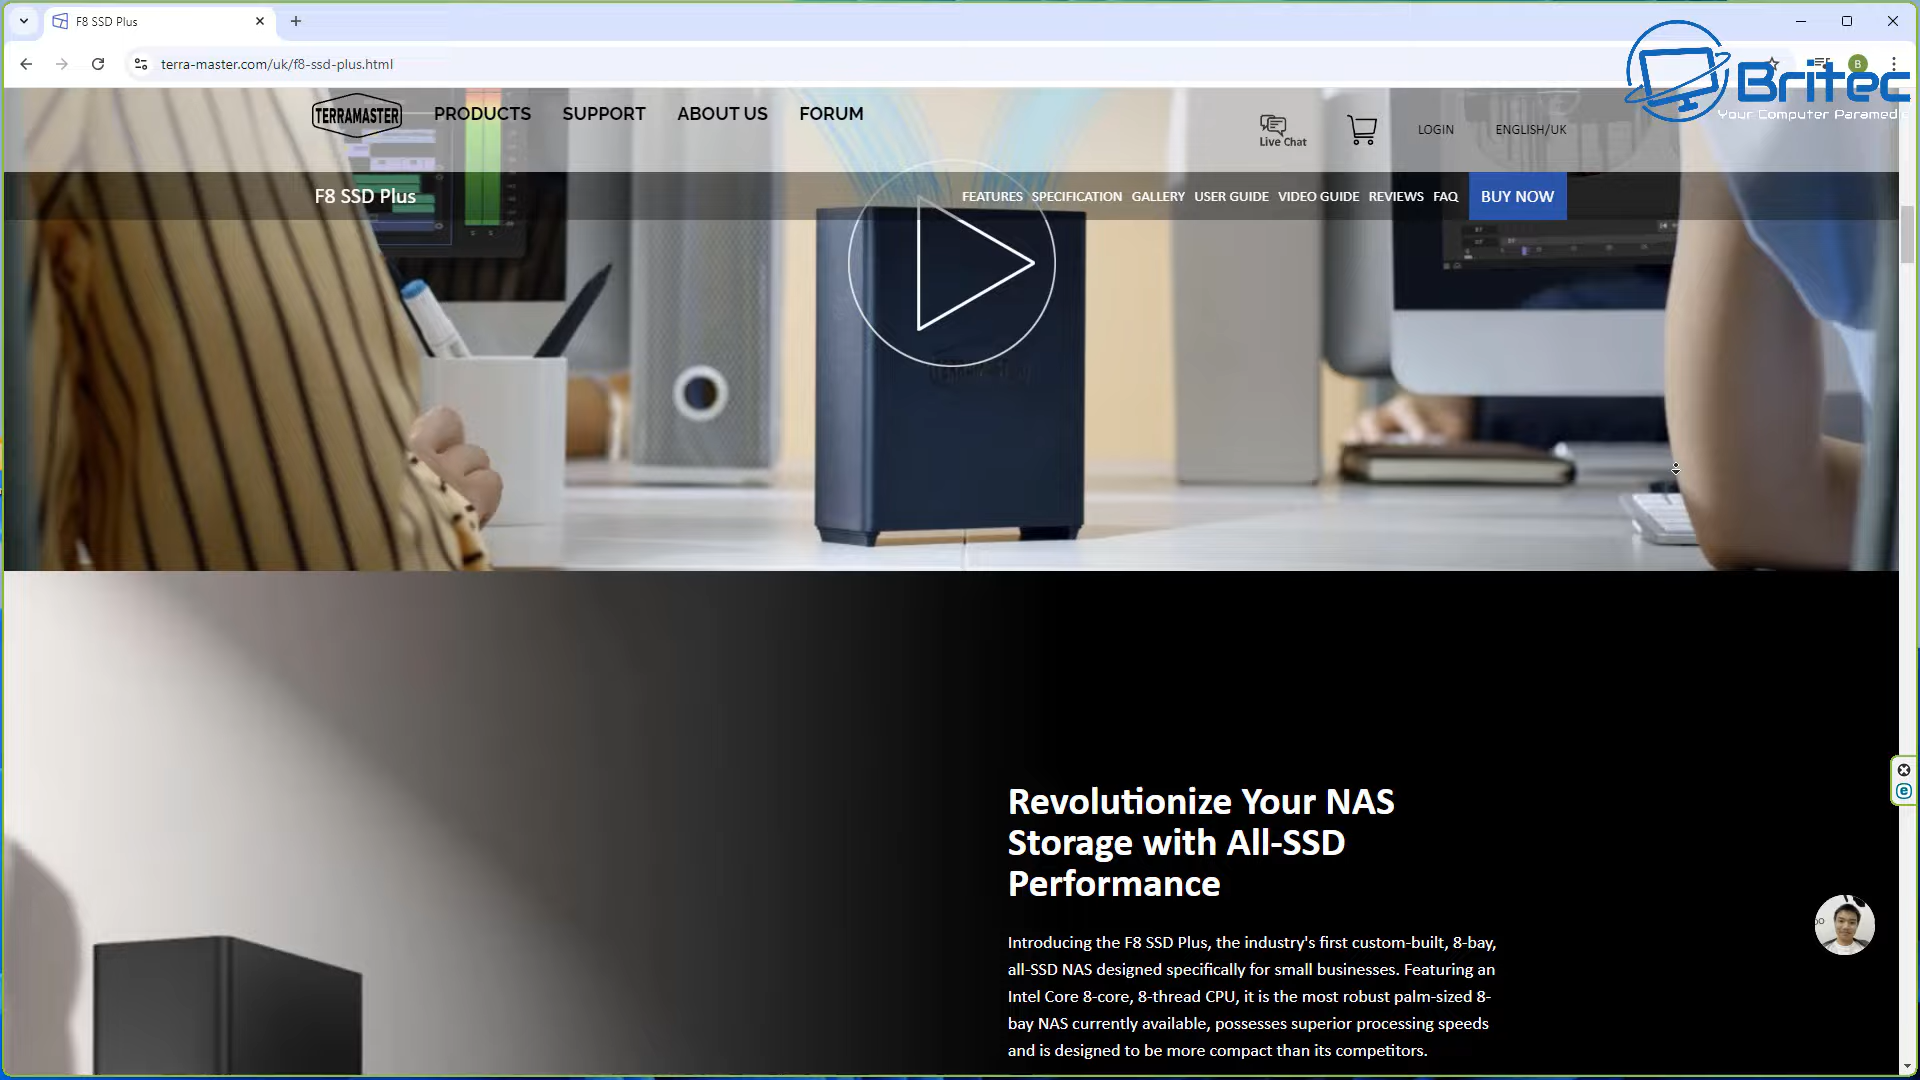 F8 SSD Plus
terra-master.com/uk/f8-ssd-plus.html
B
Britec
Your Computer Paramedic
TERRAMASTER
PRODUCTS
SUPPORT
ABOUT US
FORUM
Live Chat
LOGIN
ENGLISH/UK
F8 SSD Plus
FEATURES
SPECIFICATION
GALLERY
USER GUIDE
VIDEO GUIDE
REVIEWS
FAQ
BUY NOW
Revolutionize Your NAS
Storage with All-SSD
Performance
Introducing the F8 SSD Plus, the industry's first custom-built, 8-bay,
all-SSD NAS designed specifically for small businesses. Featuring an
Intel Core 8-core, 8-thread CPU, it is the most robust palm-sized 8-
bay NAS currently available, possesses superior processing speeds
and is designed to be more compact than its competitors.